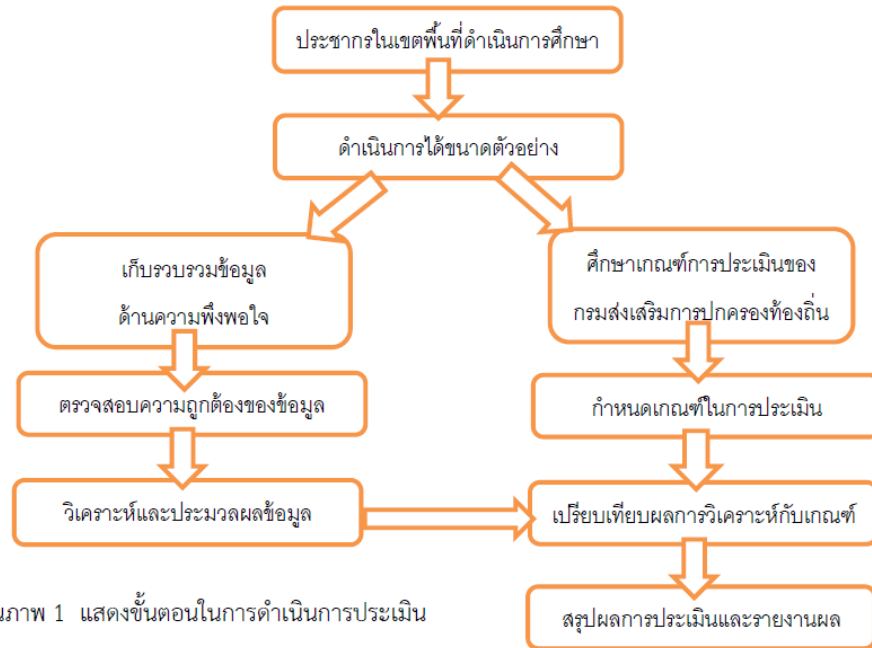 ประชากรในเขตพื้นที่ดำเนินการศึกษา
ดำเนินการได้ขนาดตัวอย่าง
เก็บรวบรวมข้อมูล
ด้านความพึงพอใจ
ศึกษาเกณฑ์การประเมินของ
กรมส่งเสริมการปกครองท้องถิ่น
ตรวจสอบความถูกต้องของข้อมูล
กำหนดเกณฑ์ในการประเมิน
วิเคราะห์และประมวลผลข้อมูล
เปรียบเทียบผลการวิเคราะห์กับเกณฑ์
สรุปผลการประเมินและรายงานผล
นภาพ 1 แสดงขั้นตอนในการดำเนินการประเมิน